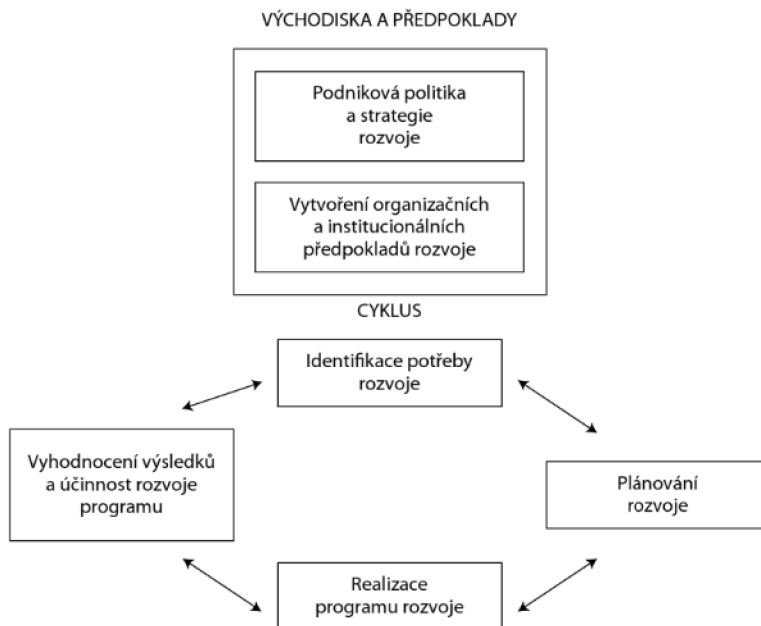 VÝCHODISKA A PŘEDPOKLADY
Podniková politika
a strategie
rozvoje
Vytvoření organizačních
a institucionálních
předpokladů rozvoje
CYKLUS
Identifikace potřeby
rozvoje
Vyhodnocení výsledků
a účinnost rozvoje
programu
Plánování
rozvoje
Realizace
programu rozvoje